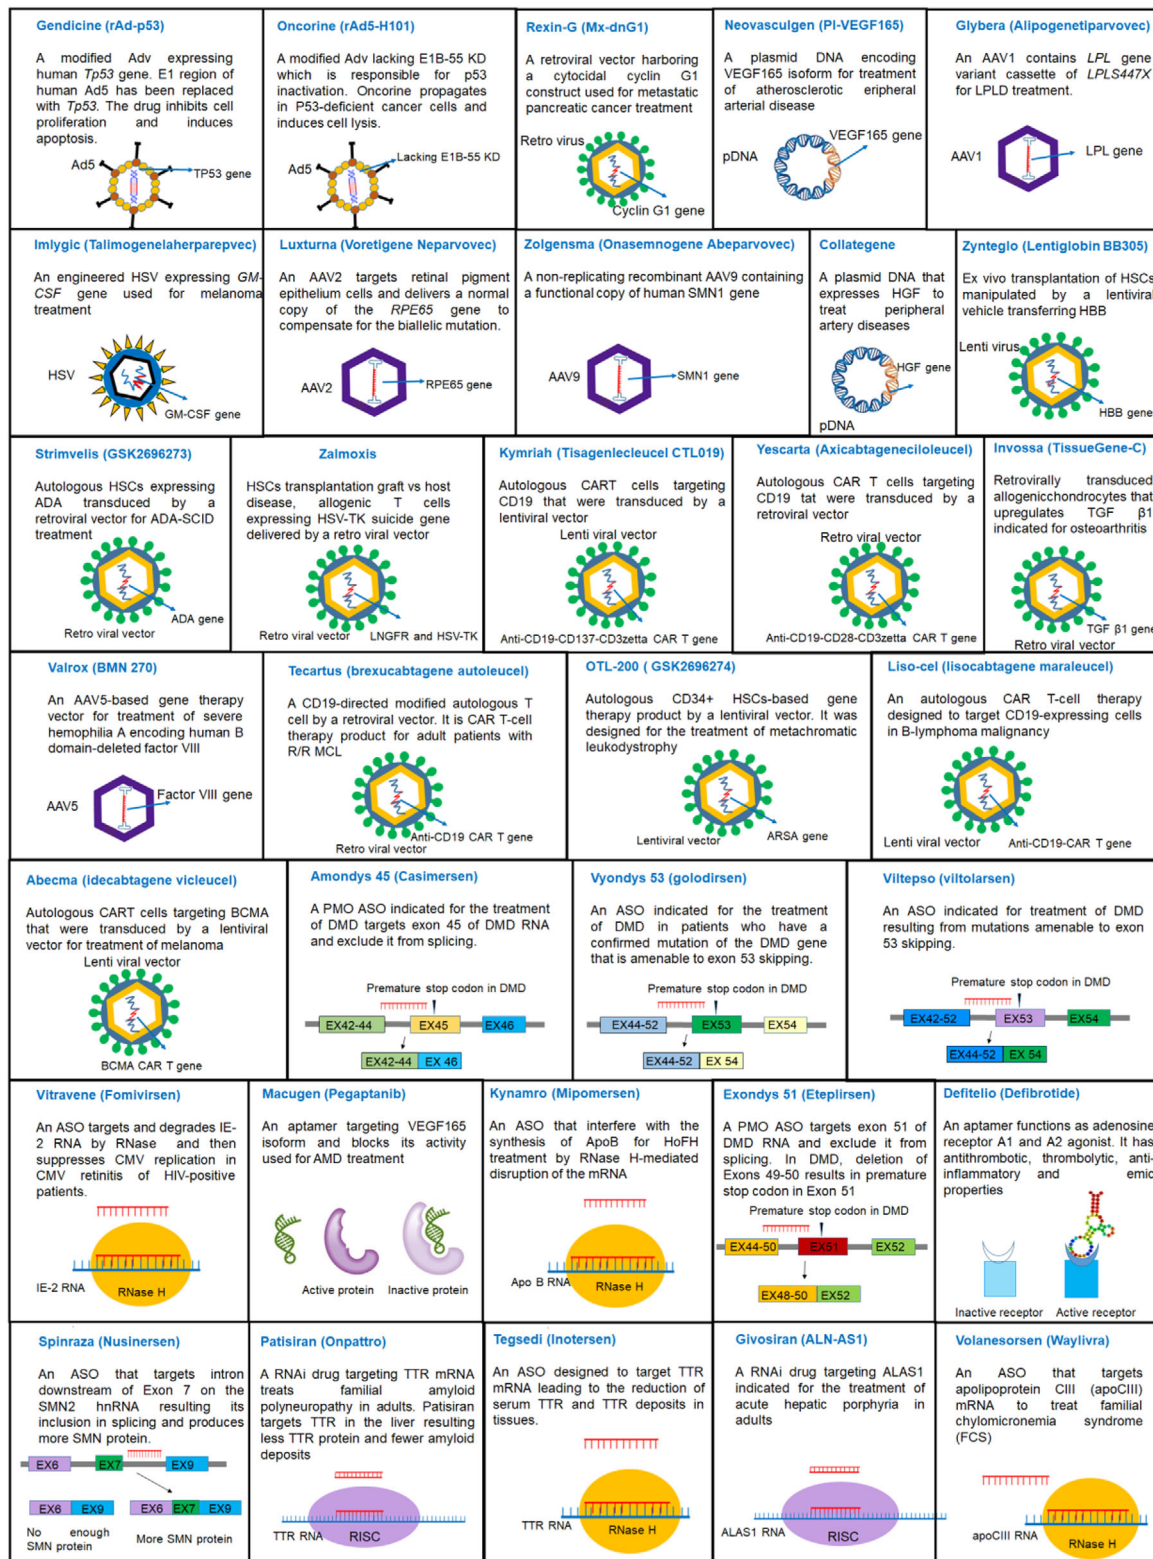 Gendicine (rAd-p53)
A modified Adv expressing
human Tp53 gene. E1 region of
human Ad5 has been replaced
with Tp53. The drug inhibits cell
proliferation and induces
apoptosis.
Ad5
TP53 gene
Oncorine (rAd5-H101)
A modified Adv lacking E1B-55 KD
which is responsible for p53
inactivation. Oncorine propagates
in P53-deficient cancer cells and
induces cell lysis.
Ad5
Lacking E1B-55 KD
Rexin-G (Mx-dnG1)
A retroviral vector harboring
a cytocidal cyclin G1
construct used for metastatic
pancreatic cancer treatment
Retro virus
Cyclin G1 gene
Neovasculgen (Pl-VEGF165)
A plasmid DNA encoding
VEGF165 isoform for treatment
of atherosclerotic eripheral
arterial disease
VEGF165 gene
pDNA
Glybera (Alipogenetiparvovec)
An AAV1 contains LPL gene
variant cassette of
LPLS447X
for LPLD treatment.
AAV1
LPL gene
Imlygic (Talimogenelaherparepvec)
An engineered HSV expressing GM-
CSF gene used for melanoma
treatment
HSV
GM-CSF gene
Luxturna (Voretigene Neparvovec)
An AAV2 targets retinal pigment
epithelium cells and delivers a normal
copy of the RPE65 gene to
compensate for the biallelic mutation.
AAV2
RPE65 gene
Zolgensma (Onasemnogene Abeparvovec)
A non-replicating recombinant AAV9 containing
a functional copy of human SMN1 gene
AAV9
SMN1 gene
Collategene
A plasmid DNA that
expresses HGF to
treat peripheral
artery diseases
HGF gene
pDNA
Zynteglo (Lentiglobin BB305)
Ex vivo transplantation of HSCs
manipulated by a lentiviral
vehicle transferring HBB
Lenti virus
HBB gene
Strimvelis (GSK2696273)
Autologous HSCs expressing
ADA transduced by a
retroviral vector for ADA-SCID
treatment
ADA gene
Retro viral vector
Zalmoxis
HSCs transplantation graft vs host
disease, allogenic T cells
expressing HSV-TK suicide gene
delivered by a retro viral vector
Retro viral vector
LNGFR and HSV-TK
Kymriah (Tisagenlecleucel CTL019)
Autologous CART cells targeting
CD19 that were transduced by a
lentiviral vector
Lenti viral vector
Anti-CD19-CD137-CD3zetta CAR T gene
Yescarta (Axicabtageneciloleucel)
Autologous CAR T cells targeting
CD19 tat were transduced by a
retroviral vector
Retro viral vector
Anti-CD19-CD28-CD3zetta CAR T gene
Invossa (TissueGene-C)
Retrovirally transduced
allogenicchondrocytes that
upregulates TGF β1
indicated for osteoarthritis
TGF β1 gene
Retro viral vector
Valrox (BMN 270)
An AAV5-based gene therapy
vector for treatment of severe
hemophilia A encoding human B
domain-deleted factor VIII
AAV5
Factor VIII gene
Tecartus (brexucabtagene autoleucel)
A CD19-directed modified autologous T
cell by a retroviral vector. It is CAR T-cell
therapy product for adult patients with
R/R MCL
Anti-CD19 CAR T gene
Retro viral vector
OTL-200 ( GSK2696274)
Autologous CD34+ HSCs-based gene
therapy product by a lentiviral vector. It was
designed for the treatment of metachromatic
leukodystrophy
Lentiviral vector
ARSA gene
Liso-cel (lisocabtagene maraleucel)
An autologous CAR T-cell therapy
designed to target CD19-expressing cells
in B-lymphoma malignancy
Lenti viral vector
Anti-CD19-CAR T gene
Abecma (idecabtagene vicleucel)
Autologous CART cells targeting BCMA
that were transduced by a lentiviral
vector for treatment of melanoma
Lenti viral vector
BCMA CAR T gene
Amondys 45 (Casimersen)
A PMO ASO indicated for the treatment
of DMD targets exon 45 of DMD RNA
and exclude it from splicing.
Premature stop codon in DMD
EX42-44 EX45 EX46
EX42-44 EX 46
Vyondys 53 (golodirsen)
An ASO indicated for the treatment
of DMD in patients who have a
confirmed mutation of the DMD gene
that is amenable to exon 53 skipping.
Premature stop codon in DMD
EX44-52 EX53 EX54
EX44-52 EX 54
Viltepso (viltolarsen)
An ASO indicated for treatment of DMD
resulting from mutations amenable to exon
53 skipping.
Premature stop codon in DMD
EX42-52 EX53 EX54
EX44-52 EX 54
Vitravene (Fomivirsen)
An ASO targets and degrades IE-
2 RNA by RNase and then
suppresses CMV replication in
CMV retinitis of HIV-positive
patients.
IE-2 RNA
RNase H
Macugen (Pegaptanib)
An aptamer targeting VEGF165
isoform and blocks its activity
used for AMD treatment
Active protein Inactive protein
Kynamro (Mipomersen)
An ASO that interfere with the
synthesis of ApoB for HoFH
treatment by RNase H-mediated
disruption of the mRNA
Apo B RNA
RNase H
Exondys 51 (Eteplirsen)
A PMO ASO targets exon 51 of
DMD RNA and exclude it from
splicing. In DMD, deletion of
Exons 49-50 results in premature
stop codon in Exon 51
Premature stop codon in DMD
EX44-50 EX51 EX52
EX48-50 EX52
Defitelio (Defibrotide)
An aptamer functions as adenosine
receptor A1 and A2 agonist. It has
antithrombotic, thrombolytic, anti-
inflammatory and emic
properties
Inactive receptor Active receptor
Spinraza (Nusinersen)
An ASO that targets intron
downstream of Exon 7 on the
SMN2 hnRNA resulting its
inclusion in splicing and produces
more SMN protein.
EX6 EX7 EX9
EX6 EX9 EX6 EX7 EX9
No enough
SMN protein
More SMN protein
Patisiran (Onpattro)
A RNAi drug targeting TTR mRNA
treats familial amyloid
polyneuropathy in adults. Patisiran
targets TTR in the liver resulting
less TTR protein and fewer amyloid
deposits
TTR RNA
RISC
Tegsedi (Inotersen)
An ASO designed to target TTR
mRNA leading to the reduction of
serum TTR and TTR deposits in
tissues.
TTR RNA
RNase H
Givosiran (ALN-AS1)
A RNAi drug targeting ALAS1
indicated for the treatment of
acute hepatic porphyria in
adults
ALAS1 RNA
RISC
Volanesorsen (Waylivra)
An ASO that targets
apolipoprotein CIII (apoCIII)
mRNA to treat familial
chylomicronemia syndrome
(FCS)
apoCIII RNA
RNase H